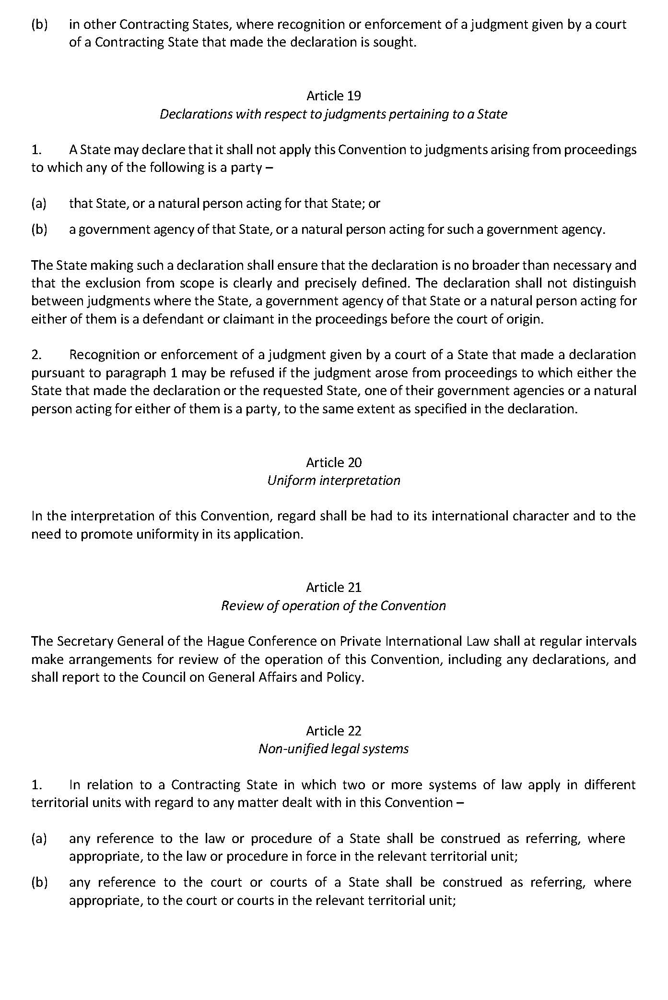 (b) in other Contracting States, where recognition or enforcement of a judgment given by a court
of a Contracting State that made the declaration is sought.
Article 19
Declarations with respect to judgments pertaining to a State
1. A State may declare that it shall not apply this Convention to judgments arising from proceedings
to which any of the following is a party –
(a) that State, or a natural person acting for that State; or
(b) a government agency of that State, or a natural person acting for such a government agency.
The State making such a declaration shall ensure that the declaration is no broader than necessary and
that the exclusion from scope is clearly and precisely defined. The declaration shall not distinguish
between judgments where the State, a government agency of that State or a natural person acting for
either of them is a defendant or claimant in the proceedings before the court of origin.
2. Recognition or enforcement of a judgment given by a court of a State that made a declaration
pursuant to paragraph 1 may be refused if the judgment arose from proceedings to which either the
State that made the declaration or the requested State, one of their government agencies or a natural
person acting for either of them is a party, to the same extent as specified in the declaration.
Article 20
Uniform interpretation
In the interpretation of this Convention, regard shall be had to its international character and to the
need to promote uniformity in its application.
Article 21
Review of operation of the Convention
The Secretary General of the Hague Conference on Private International Law shall at regular intervals
make arrangements for review of the operation of this Convention, including any declarations, and
shall report to the Council on General Affairs and Policy.
Article 22
Non-unified legal systems
1. In relation to a Contracting State in which two or more systems of law apply in different
territorial units with regard to any matter dealt with in this Convention –
(a) any reference to the law or procedure of a State shall be construed as referring, where
appropriate, to the law or procedure in force in the relevant territorial unit;
(b) any reference to the court or courts of a State shall be construed as referring, where
appropriate, to the court or courts in the relevant territorial unit;